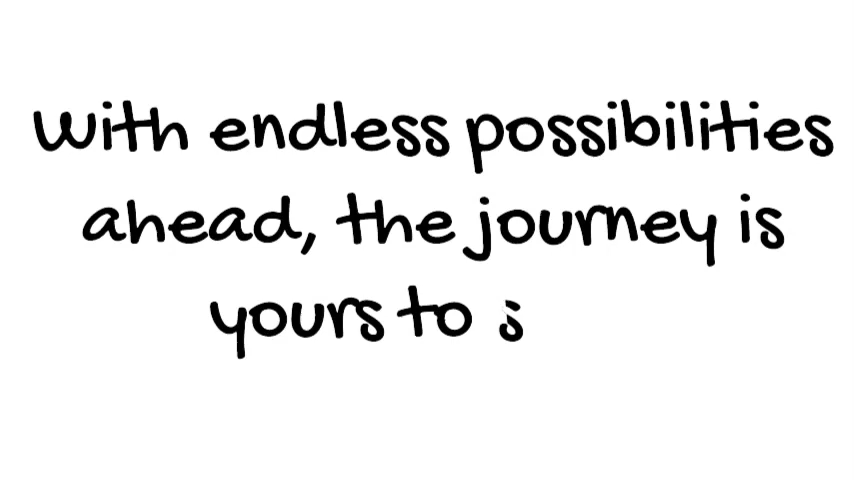 With endless possibilities
ahead, the journey is
yours to s